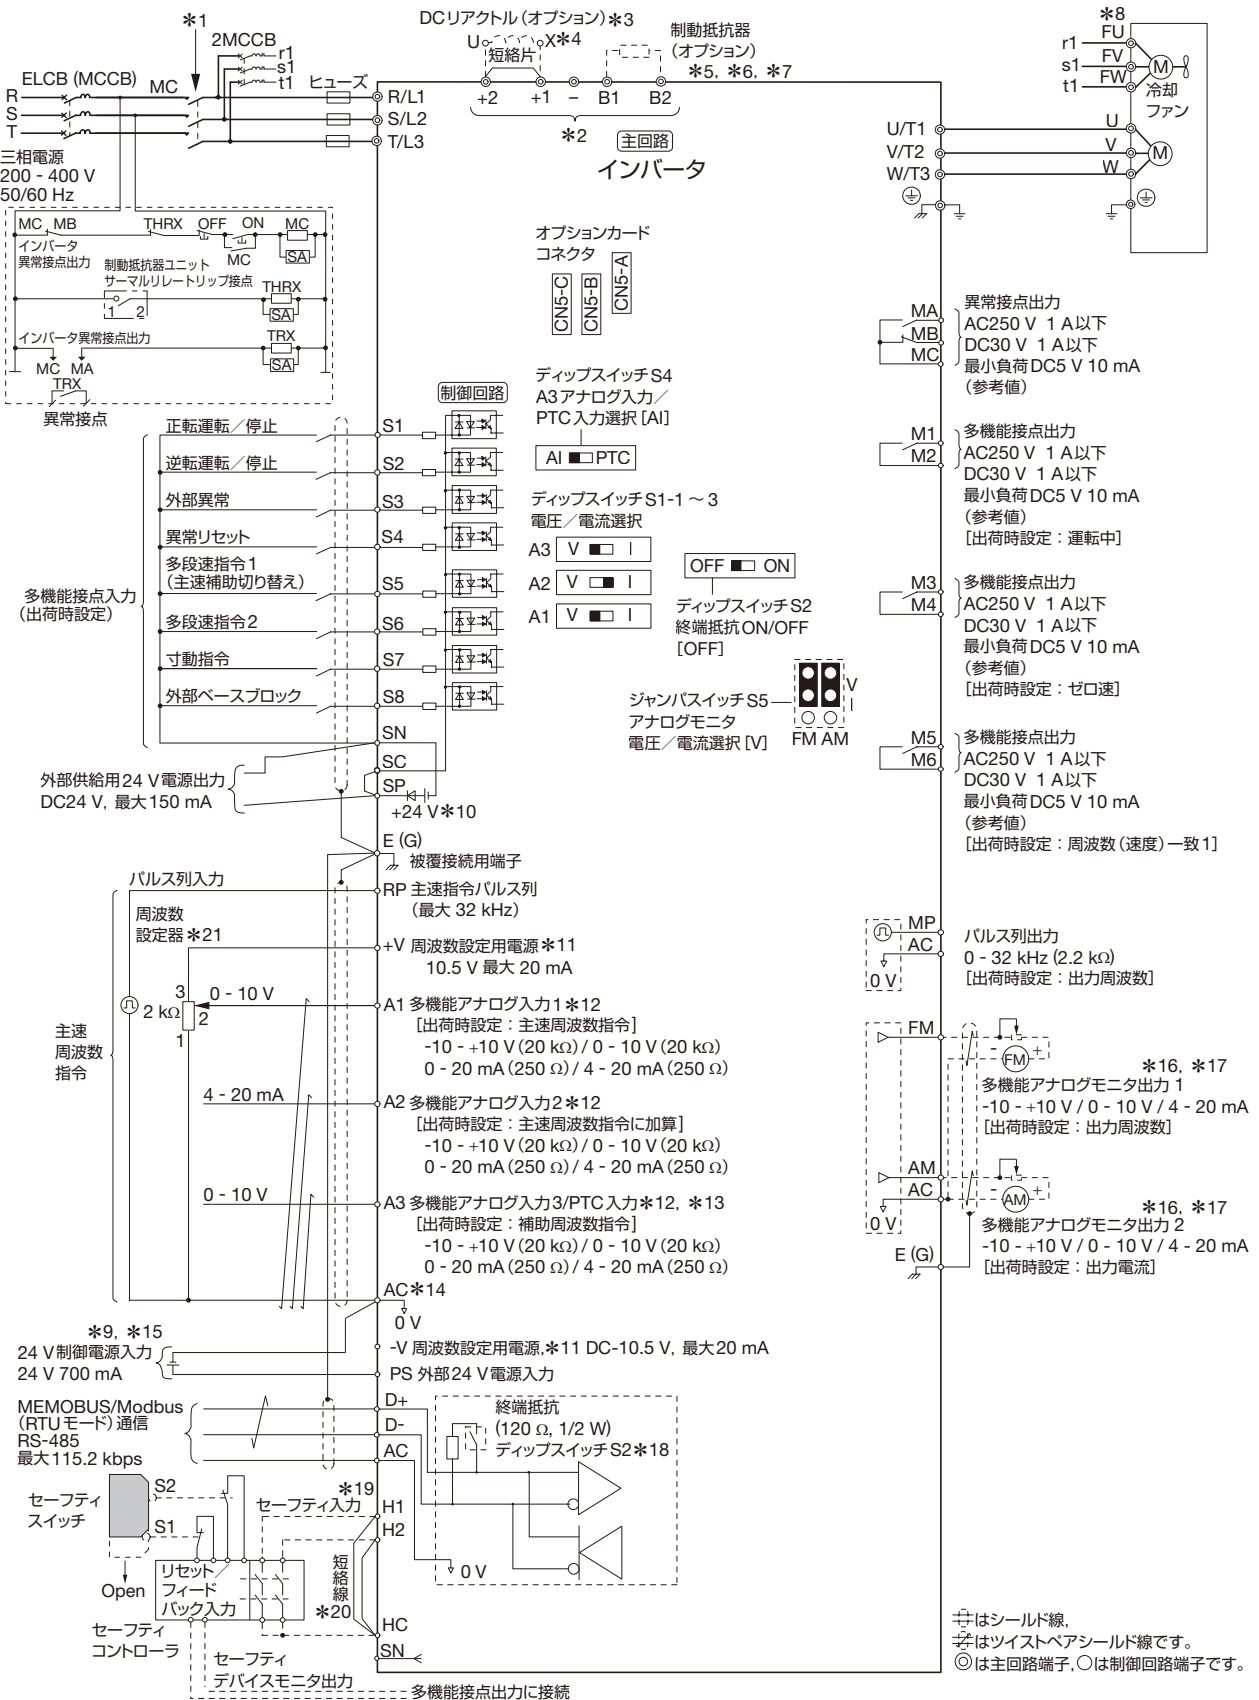 *1
DCリアクトル（オプション）*3
U X*4
短絡片
制動抵抗器
（オプション）
*5, *6, *7
+2 +1 − B1 B2
*2
主回路
インバータ
2MCCB
r1
s1
t1
ELCB (MCCB)
MC
ヒューズ
R
S
T
R/L1
S/L2
T/L3
三相電源
200 - 400 V
50/60 Hz
*8
r1 FU
s1 FV
t1 FW
M
冷却
ファン
U/T1 U
V/T2 V
W/T3 W
M
MC MB THRX OFF ON MC
SA
MC
インバータ
異常接点出力
制動抵抗器ユニット
サーマルリレートリップ接点
1 2
THRX
SA
インバータ異常接点出力
TRX
SA
MC MA
TRX
異常接点
オプションカード
コネクタ
CN5-C
CN5-B
CN5-A
制御回路
ディップスイッチS4
A3アナログ入力／
PTC入力選択 [AI]
AI PTC
ディップスイッチS1-1 ～ 3
電圧／電流選択
A3 V I
A2 V I
A1 V I
OFF ON
ディップスイッチS2
終端抵抗ON/OFF
[OFF]
ジャンパスイッチS5
アナログモニタ
電圧／電流選択 [V]
V
I
FM AM
多機能接点入力
（出荷時設定）
正転運転／停止 S1
逆転運転／停止 S2
外部異常 S3
異常リセット S4
多段速指令1
（主速補助切り替え） S5
多段速指令2 S6
寸動指令 S7
外部ベースブロック S8
SN
SC
SP
+24 V*10
外部供給用24 V電源出力
DC24 V, 最大150 mA
E (G)
被覆接続用端子
パルス列入力
RP 主速指令パルス列
（最大 32 kHz）
周波数
設定器*21
+V 周波数設定用電源*11
10.5 V 最大 20 mA
主速
周波数
指令
2 kΩ
3
2
1
0 - 10 V
A1 多機能アナログ入力1*12
[出荷時設定：主速周波数指令]
-10 - +10 V (20 kΩ) / 0 - 10 V (20 kΩ)
0 - 20 mA (250 Ω) / 4 - 20 mA (250 Ω)
4 - 20 mA
A2 多機能アナログ入力2*12
[出荷時設定：主速周波数指令に加算]
-10 - +10 V (20 kΩ) / 0 - 10 V (20 kΩ)
0 - 20 mA (250 Ω) / 4 - 20 mA (250 Ω)
0 - 10 V
A3 多機能アナログ入力3/PTC入力*12, *13
[出荷時設定：補助周波数指令]
-10 - +10 V (20 kΩ) / 0 - 10 V (20 kΩ)
0 - 20 mA (250 Ω) / 4 - 20 mA (250 Ω)
AC*14
0 V
-V 周波数設定用電源,*11 DC-10.5 V, 最大20 mA
*9, *15
24 V制御電源入力
24 V 700 mA
PS 外部24 V電源入力
MEMOBUS/Modbus
（RTUモード）通信
RS-485
最大115.2 kbps
D+
D-
AC
終端抵抗
(120 Ω, 1/2 W)
ディップスイッチS2*18
0 V
セーフティ
スイッチ
S2
S1
Open
*19
セーフティ入力
H1
H2
短絡線
*20
HC
SN
リセット／
フィード
バック入力
セーフティ
コントローラ
セーフティ
デバイスモニタ出力
多機能接点出力に接続
MA
MB
MC
異常接点出力
AC250 V 1 A以下
DC30 V 1 A以下
最小負荷DC5 V 10 mA
（参考値）
M1
M2
多機能接点出力
AC250 V 1 A以下
DC30 V 1 A以下
最小負荷DC5 V 10 mA
（参考値）
[出荷時設定：運転中]
M3
M4
多機能接点出力
AC250 V 1 A以下
DC30 V 1 A以下
最小負荷DC5 V 10 mA
（参考値）
[出荷時設定：ゼロ速]
M5
M6
多機能接点出力
AC250 V 1 A以下
DC30 V 1 A以下
最小負荷DC5 V 10 mA
（参考値）
[出荷時設定：周波数（速度）一致1]
MP
AC
0 V
パルス列出力
0 - 32 kHz (2.2 kΩ)
[出荷時設定：出力周波数]
FM
- FM +
*16, *17
多機能アナログモニタ出力 1
-10 - +10 V / 0 - 10 V / 4 - 20 mA
[出荷時設定：出力周波数]
AM
AC
0 V
- AM +
*16, *17
多機能アナログモニタ出力 2
-10 - +10 V / 0 - 10 V / 4 - 20 mA
[出荷時設定：出力電流]
E (G)
はシールド線,
はツイストペアシールド線です。
◎は主回路端子,○は制御回路端子です。